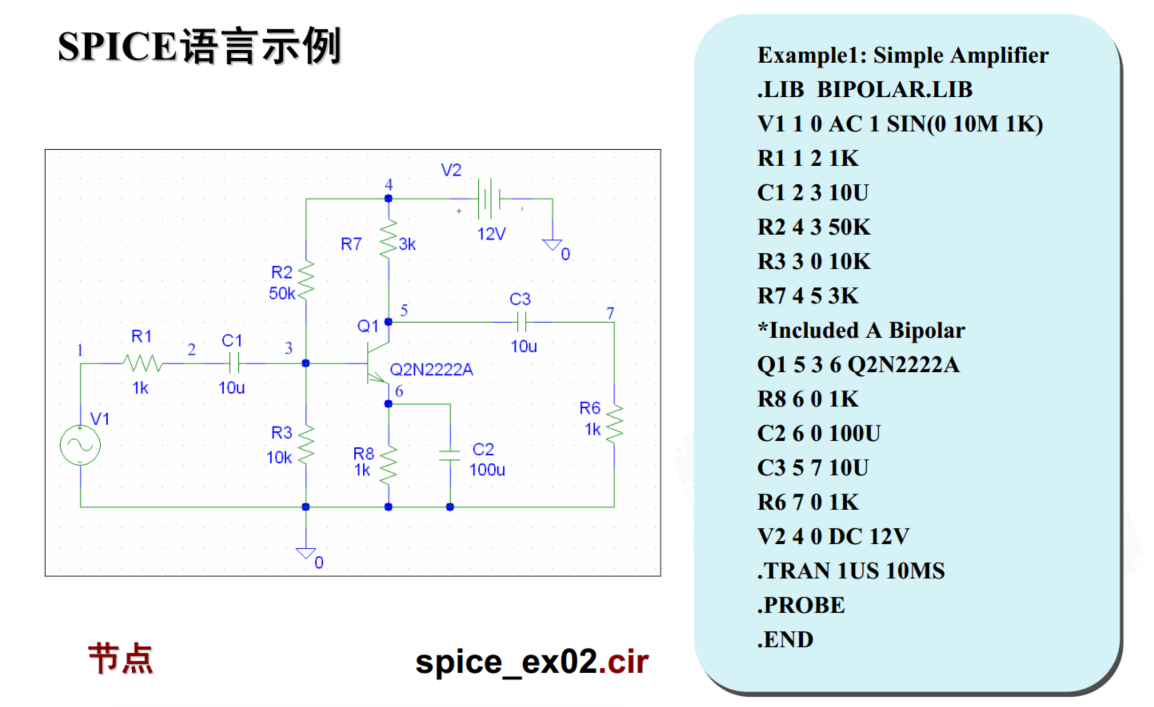 SPICE语言示例
Example1: Simple Amplifier
.LIB  BIPOLAR.LIB
V1 1 0 AC 1 SIN(0 10M 1K)
R1 1 2 1K
C1 2 3 10U
R2 4 3 50K
R3 3 0 10K
R7 4 5 3K
*Included A Bipolar
Q1 5 3 6 Q2N2222A
R8 6 0 1K
C2 6 0 100U
C3 5 7 10U
R6 7 0 1K
V2 4 0 DC 12V
.TRAN 1US 10MS
.PROBE
.END
V2
4
+
-
12V
0
R7
3k
R2
50k
5
C3
10u
7
Q1
Q2N2222A
1
R1
1k
2
C1
10u
3
6
V1
+
-
R3
10k
R8
1k
C2
100u
R6
1k
0
节点
spice_ex02.cir